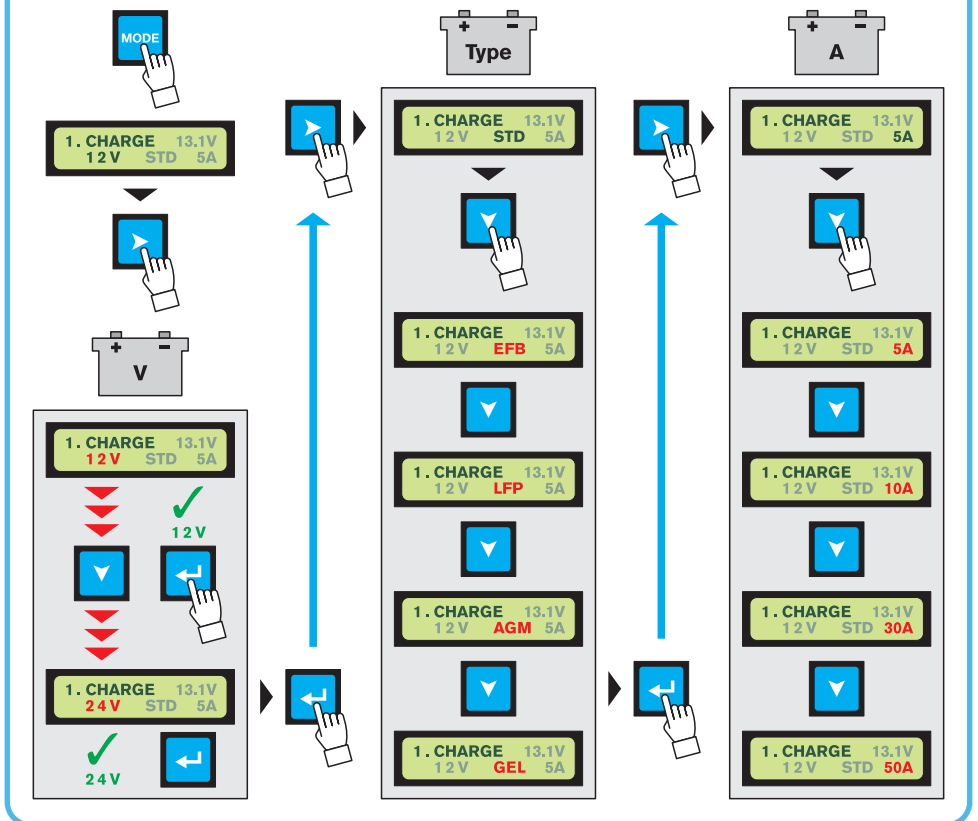 MODE
1. CHARGE 13.1V
12V STD 5A
+ -
V
1. CHARGE 13.1V
12V STD 5A
12V
1. CHARGE 13.1V
24V STD 5A
24V
+ -
Type
1. CHARGE 13.1V
12V STD 5A
1. CHARGE 13.1V
12V EFB 5A
1. CHARGE 13.1V
12V LFP 5A
1. CHARGE 13.1V
12V AGM 5A
1. CHARGE 13.1V
12V GEL 5A
+ -
A
1. CHARGE 13.1V
12V STD 5A
1. CHARGE 13.1V
12V STD 5A
1. CHARGE 13.1V
12V STD 10A
1. CHARGE 13.1V
12V STD 30A
1. CHARGE 13.1V
12V STD 50A